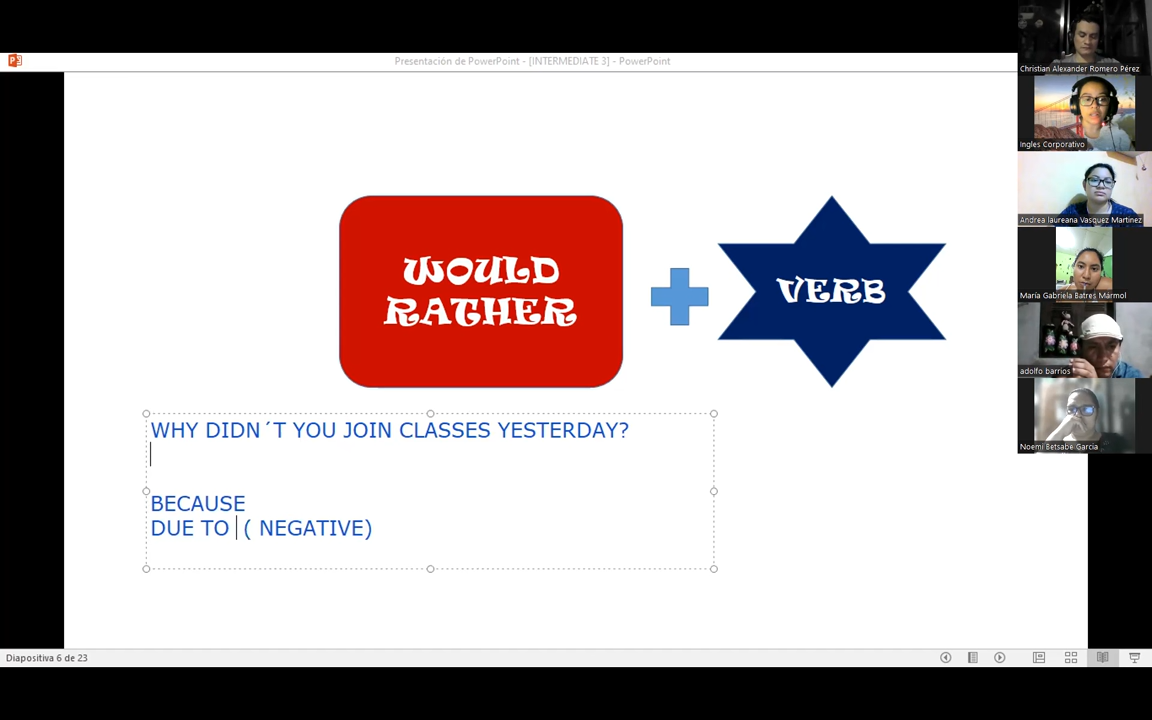 Presentación de PowerPoint - [INTERMEDIATE 3] - PowerPoint
WOULD
RATHER
VERB
WHY DIDN´T YOU JOIN CLASSES YESTERDAY?
BECAUSE
DUE TO ( NEGATIVE)
Diapositiva 6 de 23
Christian Alexander Romero Pérez
Ingles Corporativo
Andrea laureana Vasquez Martinez
María Gabriela Batres Mármol
adolfo barrios
Noemi Betsabe Garcia